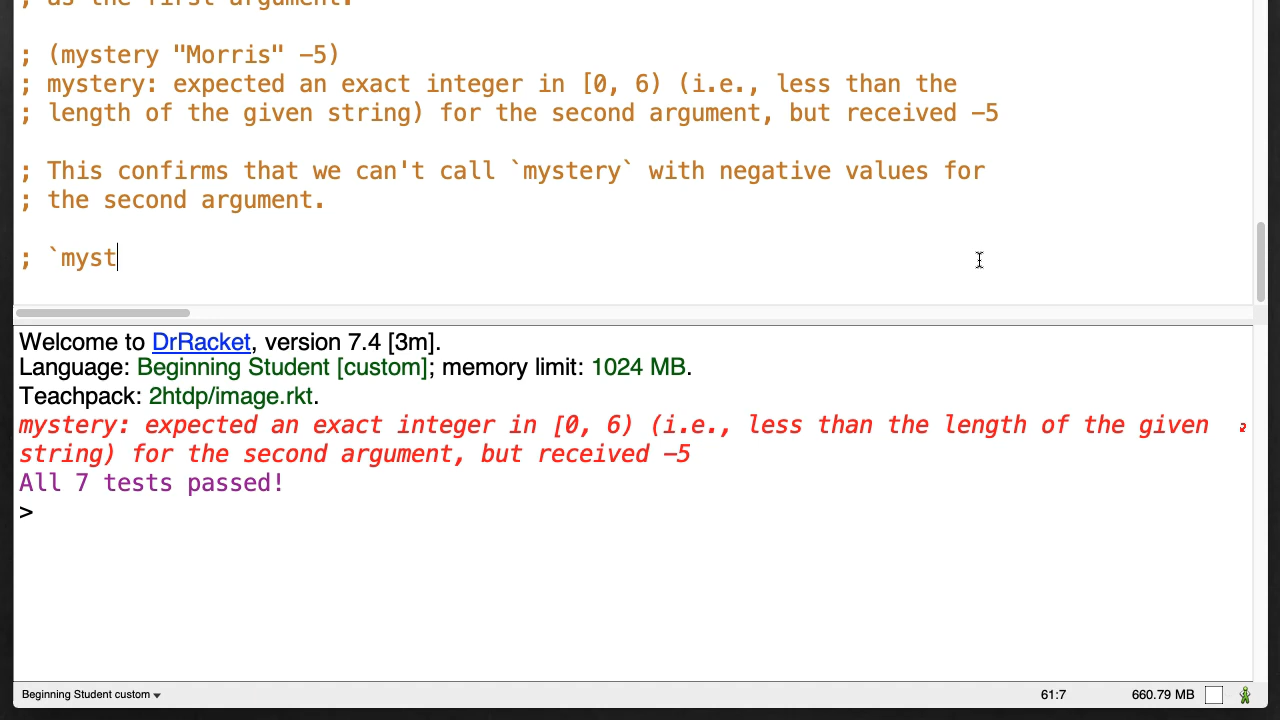 ; as the first argument.
; (mystery "Morris" -5)
; mystery: expected an exact integer in [0, 6) (i.e., less than the
; length of the given string) for the second argument, but received -5
; This confirms that we can't call `mystery` with negative values for
; the second argument.
; `myst
Welcome to DrRacket, version 7.4 [3m].
Language: Beginning Student [custom]; memory limit: 1024 MB.
Teachpack: 2htdp/image.rkt.
mystery: expected an exact integer in [0, 6) (i.e., less than the length of the given
string) for the second argument, but received -5
All 7 tests passed!
>
Beginning Student custom 61:7 660.79 MB